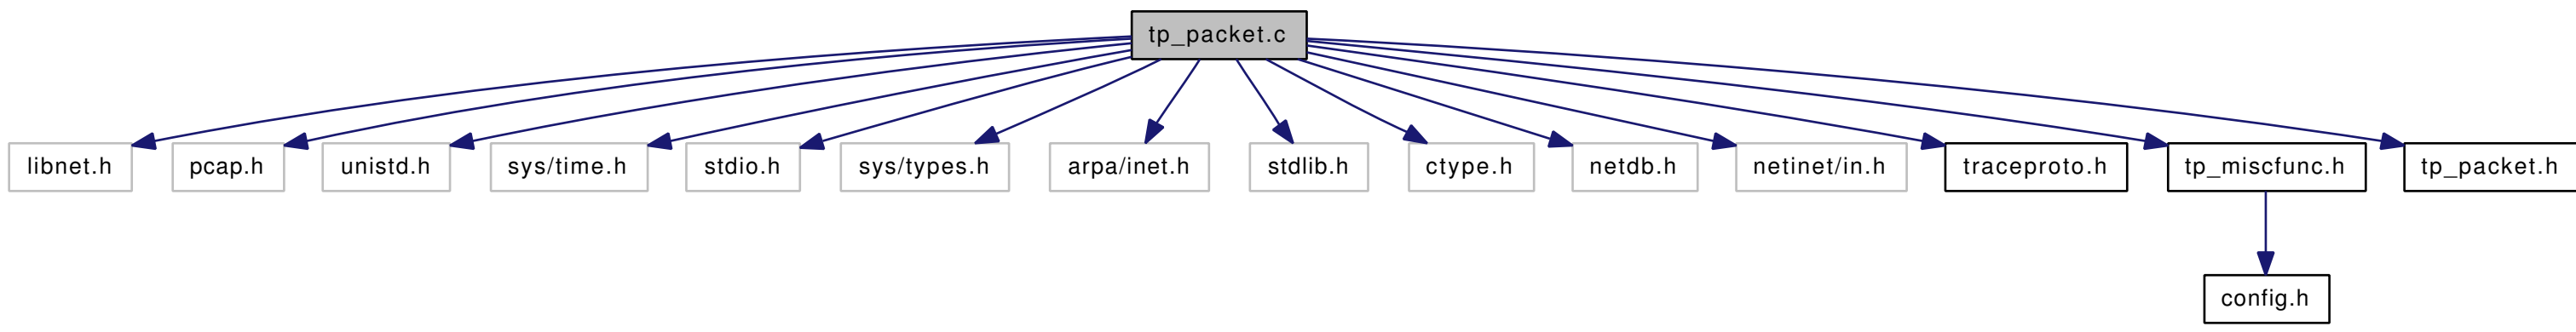 tp_packet.c
libnet.h
pcap.h
unistd.h
sys/time.h
stdio.h
sys/types.h
arpa/inet.h
stdlib.h
ctype.h
netdb.h
netinet/in.h
traceproto.h
tp_miscfunc.h
tp_packet.h
config.h